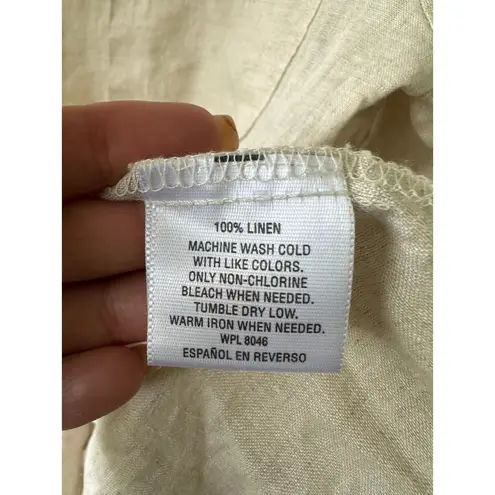 100% LINEN
MACHINE WASH COLD
WITH LIKE COLORS.
ONLY NON-CHLORINE
BLEACH WHEN NEEDED.
TUMBLE DRY LOW.
WARM IRON WHEN NEEDED.
WPL 8046
ESPAÑOL EN REVERSO